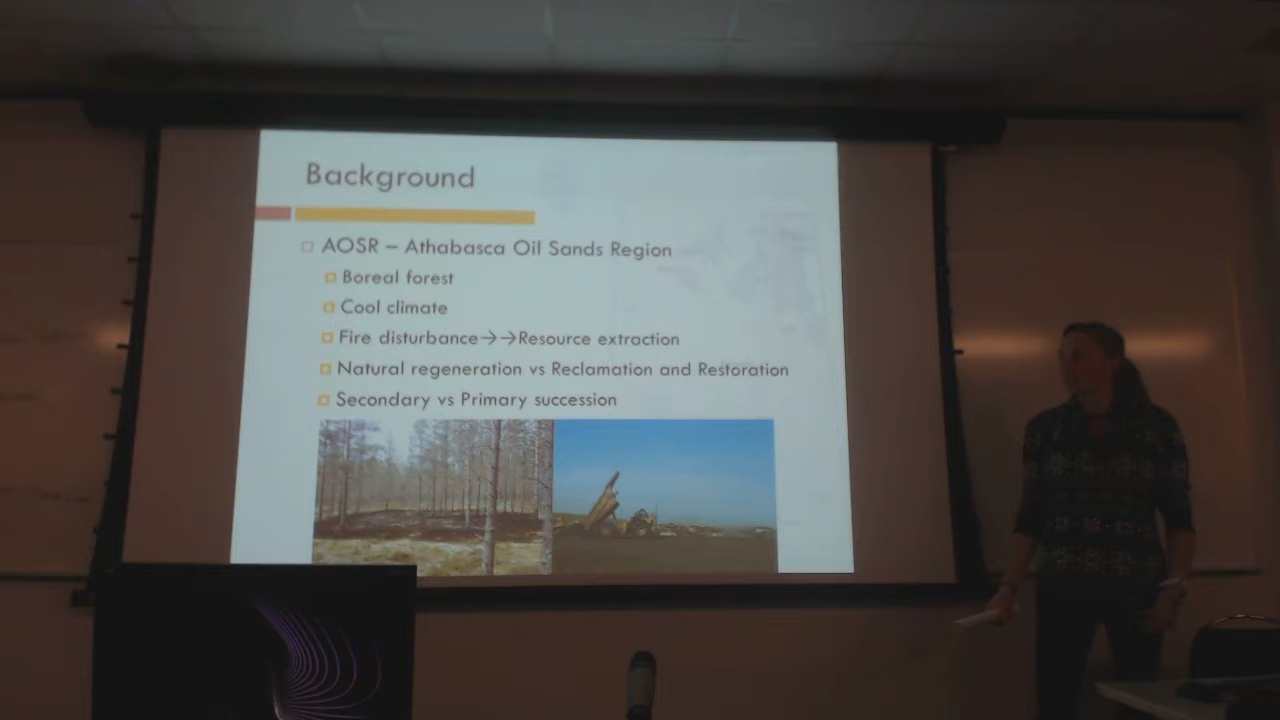 Background
AOSR – Athabasca Oil Sands Region
Boreal forest
Cool climate
Fire disturbance→→Resource extraction
Natural regeneration vs Reclamation and Restoration
Secondary vs Primary succession